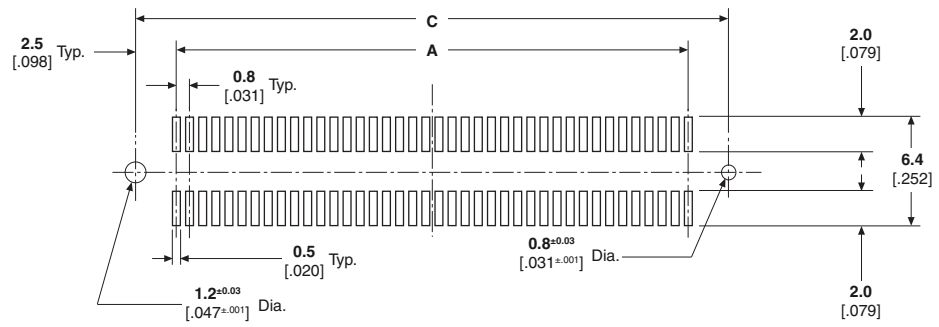 C
2.5 Typ.
[.098]
A
2.0
[.079]
0.8 Typ.
[.031]
6.4
[.252]
0.5 Typ.
[.020]
0.8±0.03 Dia.
[.031±.001]
1.2±0.03 Dia.
[.047±.001]
2.0
[.079]